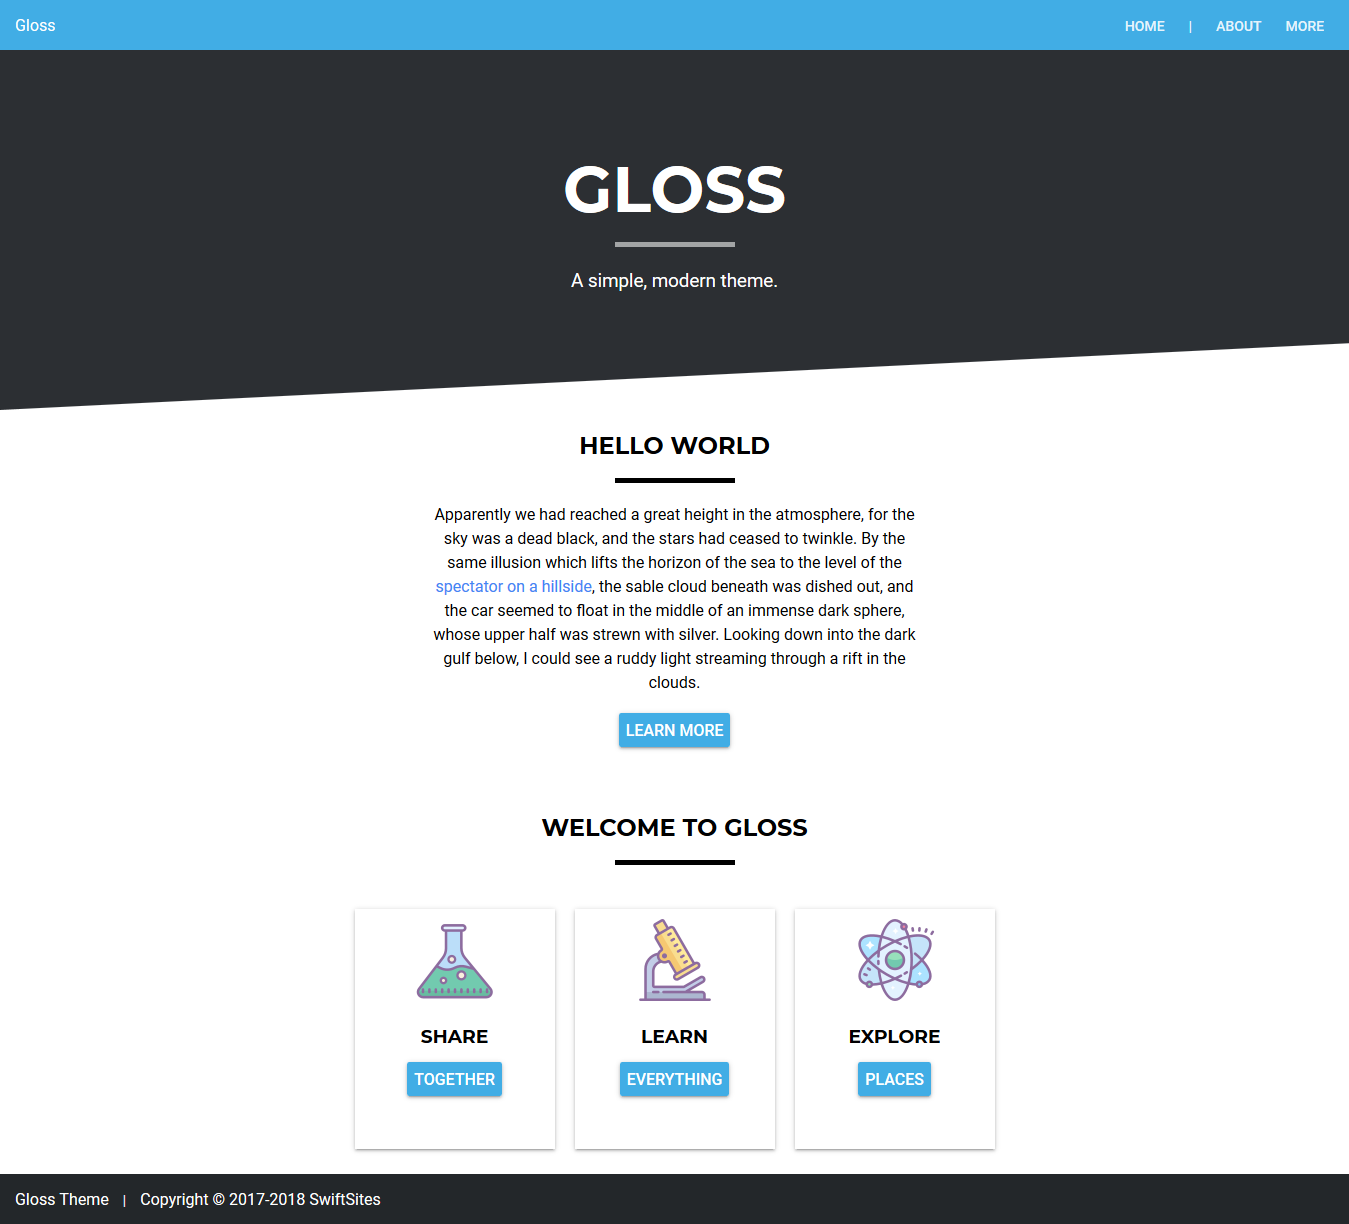 Gloss
HOME | ABOUT MORE
GLOSS
A simple, modern theme.
HELLO WORLD
Apparently we had reached a great height in the atmosphere, for the
sky was a dead black, and the stars had ceased to twinkle. By the
same illusion which lifts the horizon of the sea to the level of the
spectator on a hillside, the sable cloud beneath was dished out, and
the car seemed to float in the middle of an immense dark sphere,
whose upper half was strewn with silver. Looking down into the dark
gulf below, I could see a ruddy light streaming through a rift in the
clouds.
LEARN MORE
WELCOME TO GLOSS
SHARE
TOGETHER
LEARN
EVERYTHING
EXPLORE
PLACES
Gloss Theme | Copyright © 2017-2018 SwiftSites